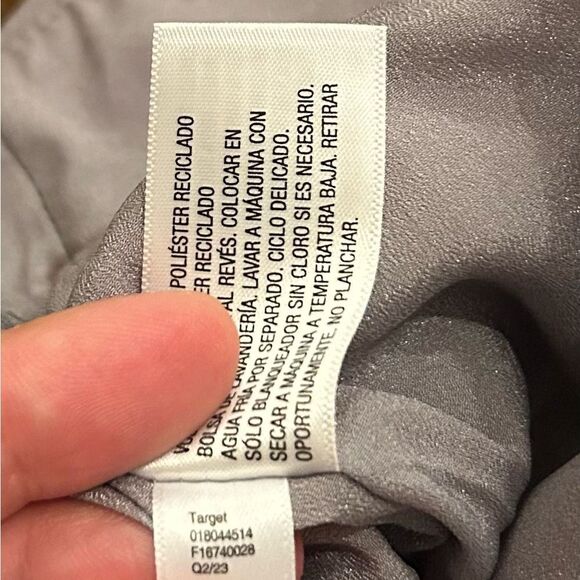 POLIÉSTER RECICLADO
RECICLADO
AL REVÉS. COLOCAR EN
BOLSA DE LAVANDERÍA. LAVAR A MÁQUINA CON
AGUA FRÍA POR SEPARADO. CICLO DELICADO.
SÓLO BLANQUEADOR SIN CLORO SI ES NECESARIO.
SECAR A MÁQUINA A TEMPERATURA BAJA. RETIRAR
OPORTUNAMENTE. NO PLANCHAR.
Target
018044514
F16740028
Q2/23